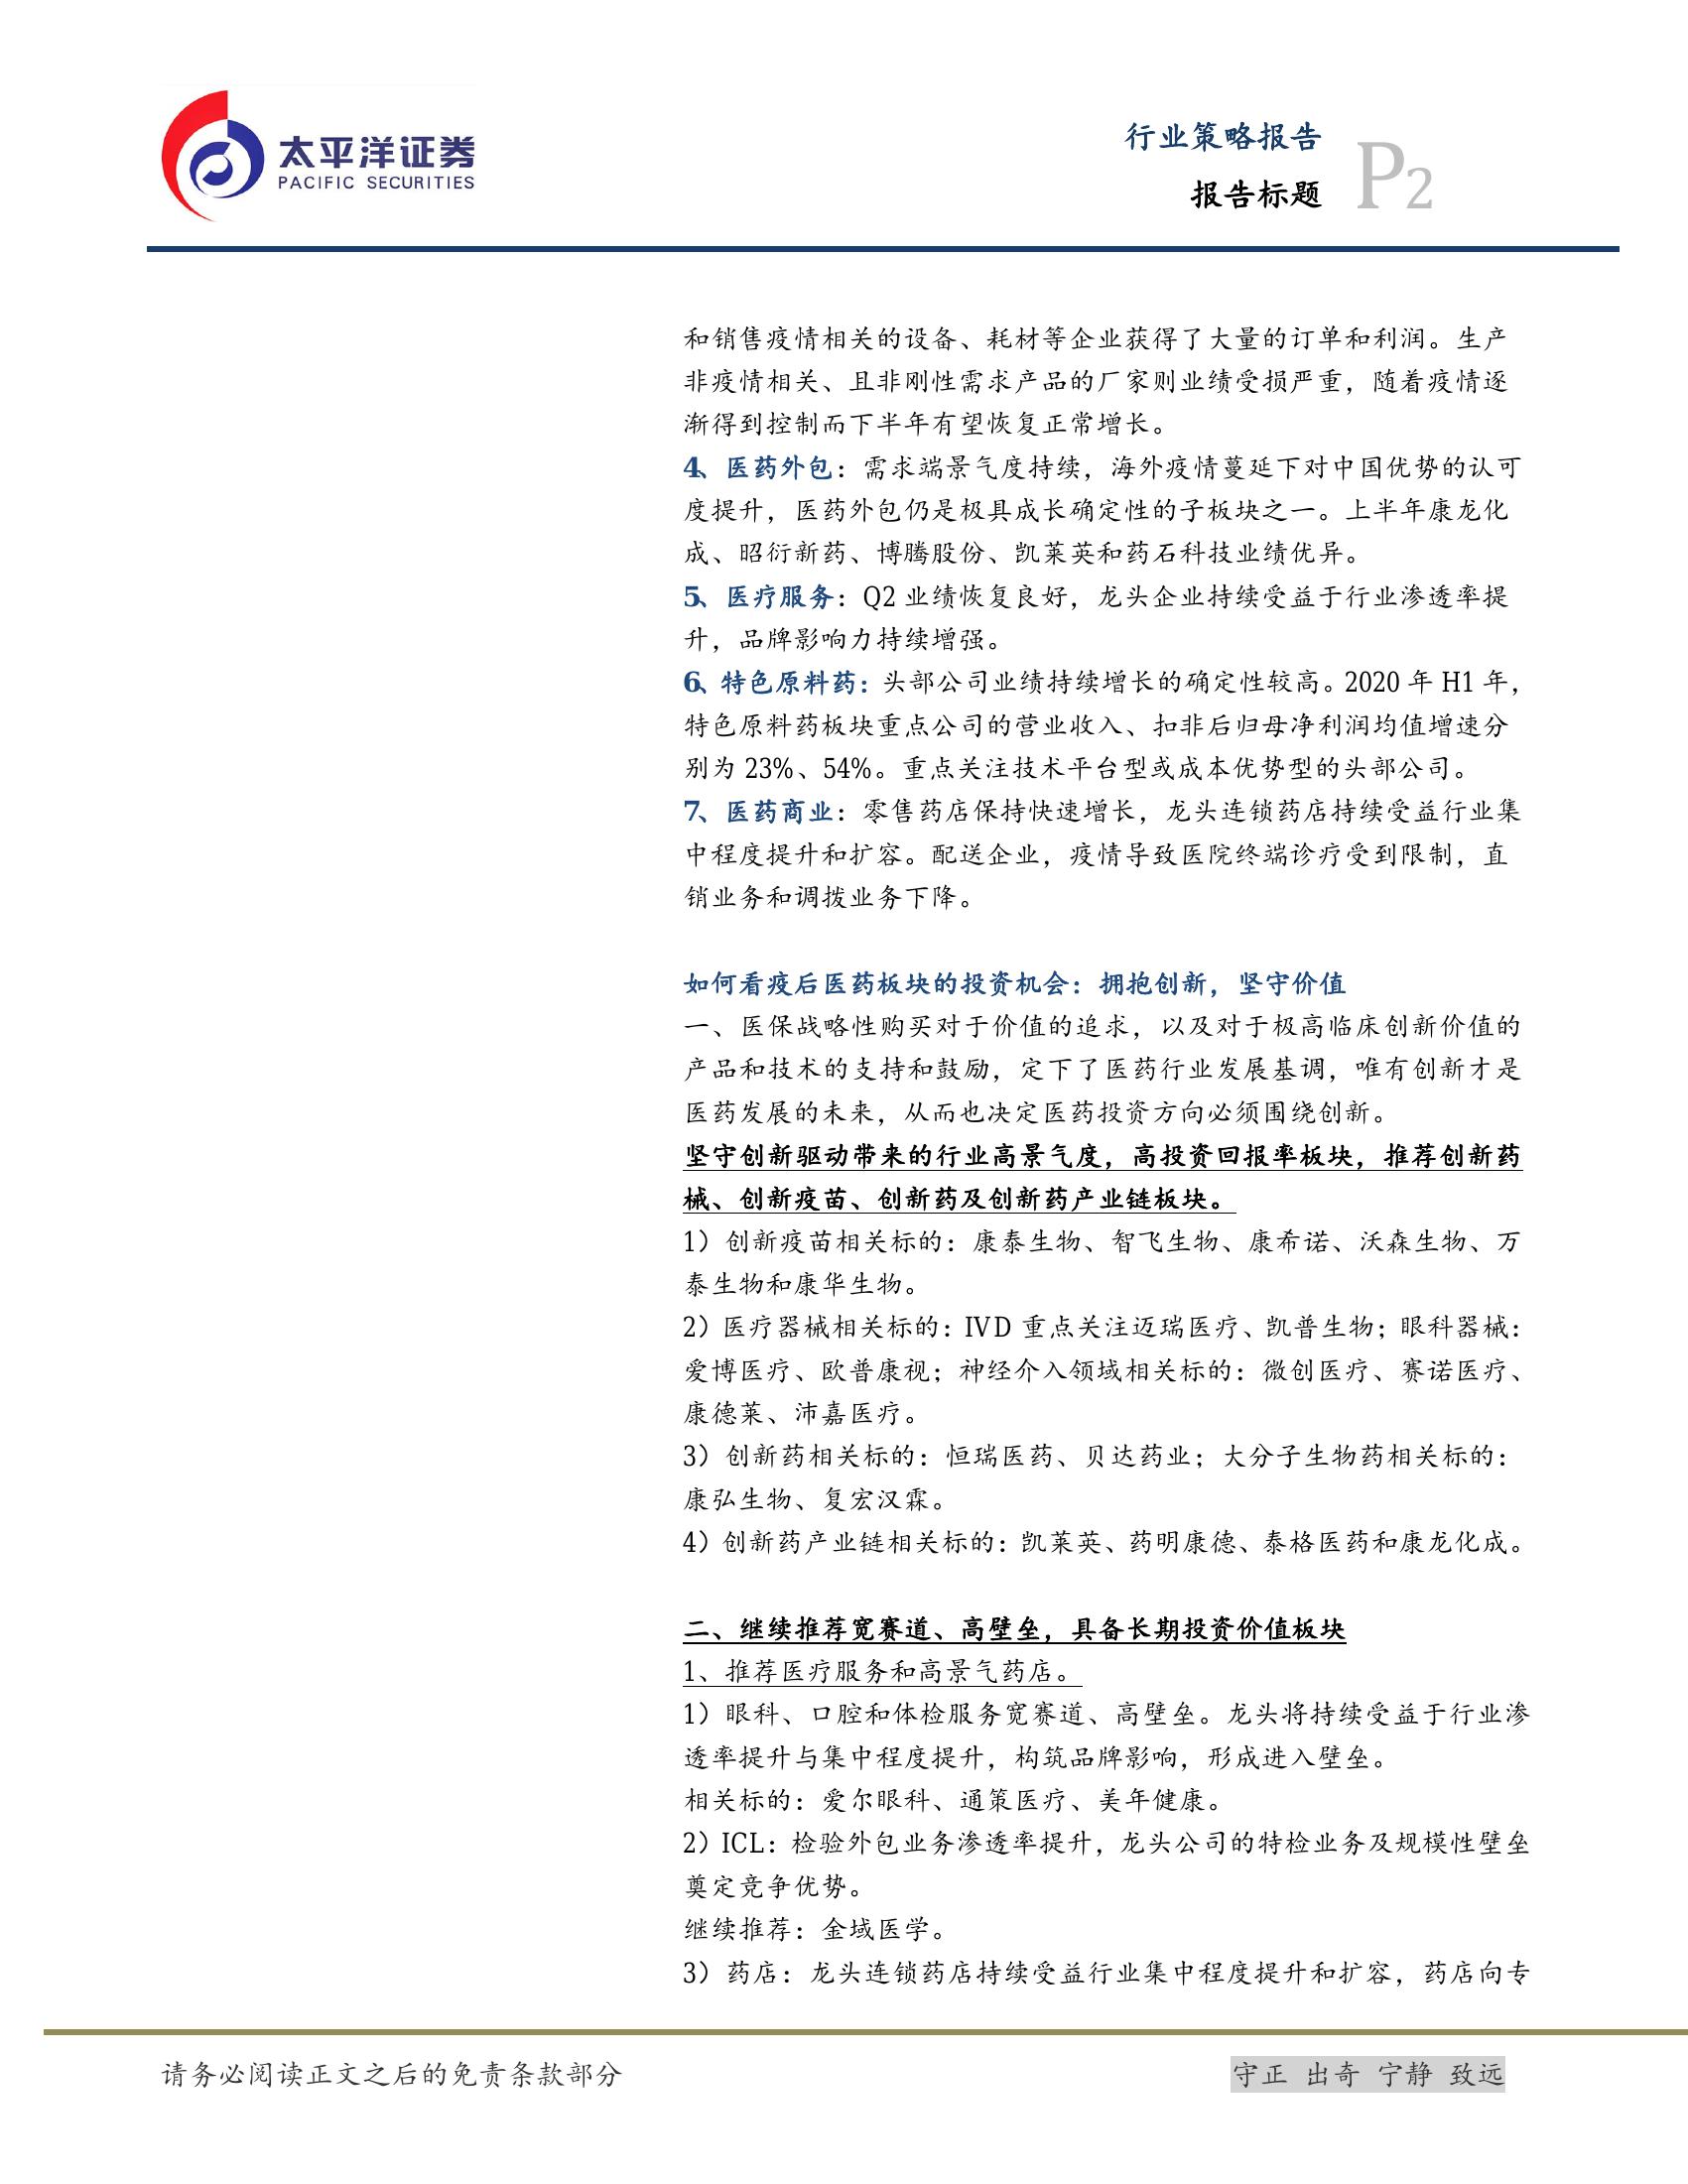 太平洋证券
PACIFIC SECURITIES
行业策略报告
报告标题
P2
和销售疫情相关的设备、耗材等企业获得了大量的订单和利润。生产
非疫情相关、且非刚性需求产品的厂家则业绩受损严重，随着疫情逐
渐得到控制而下半年有望恢复正常增长。
4、医药外包：需求端景气度持续，海外疫情蔓延下对中国优势的认可
度提升，医药外包仍是极具成长确定性的子板块之一。上半年康龙化
成、昭衍新药、博腾股份、凯莱英和药石科技业绩优异。
5、医疗服务：Q2 业绩恢复良好，龙头企业持续受益于行业渗透率提
升，品牌影响力持续增强。
6、特色原料药：头部公司业绩持续增长的确定性较高。2020 年 H1 年，
特色原料药板块重点公司的营业收入、扣非后归母净利润均值增速分
别为 23%、54%。重点关注技术平台型或成本优势型的头部公司。
7、医药商业：零售药店保持快速增长，龙头连锁药店持续受益行业集
中程度提升和扩容。配送企业，疫情导致医院终端诊疗受到限制，直
销业务和调拨业务下降。
如何看疫后医药板块的投资机会：拥抱创新，坚守价值
一、医保战略性购买对于价值的追求，以及对于极高临床创新价值的
产品和技术的支持和鼓励，定下了医药行业发展基调，唯有创新才是
医药发展的未来，从而也决定医药投资方向必须围绕创新。
坚守创新驱动带来的行业高景气度，高投资回报率板块，推荐创新药
械、创新疫苗、创新药及创新药产业链板块。
1）创新疫苗相关标的：康泰生物、智飞生物、康希诺、沃森生物、万
泰生物和康华生物。
2）医疗器械相关标的：IVD 重点关注迈瑞医疗、凯普生物；眼科器械：
爱博医疗、欧普康视；神经介入领域相关标的：微创医疗、赛诺医疗、
康德莱、沛嘉医疗。
3）创新药相关标的：恒瑞医药、贝达药业；大分子生物药相关标的：
康弘生物、复宏汉霖。
4）创新药产业链相关标的：凯莱英、药明康德、泰格医药和康龙化成。
二、继续推荐宽赛道、高壁垒，具备长期投资价值板块
1、推荐医疗服务和高景气药店。
1）眼科、口腔和体检服务宽赛道、高壁垒。龙头将持续受益于行业渗
透率提升与集中程度提升，构筑品牌影响，形成进入壁垒。
相关标的：爱尔眼科、通策医疗、美年健康。
2）ICL：检验外包业务渗透率提升，龙头公司的特检业务及规模性壁垒
奠定竞争优势。
继续推荐：金域医学。
3）药店：龙头连锁药店持续受益行业集中程度提升和扩容，药店向专
请务必阅读正文之后的免责条款部分
守正 出奇 宁静 致远